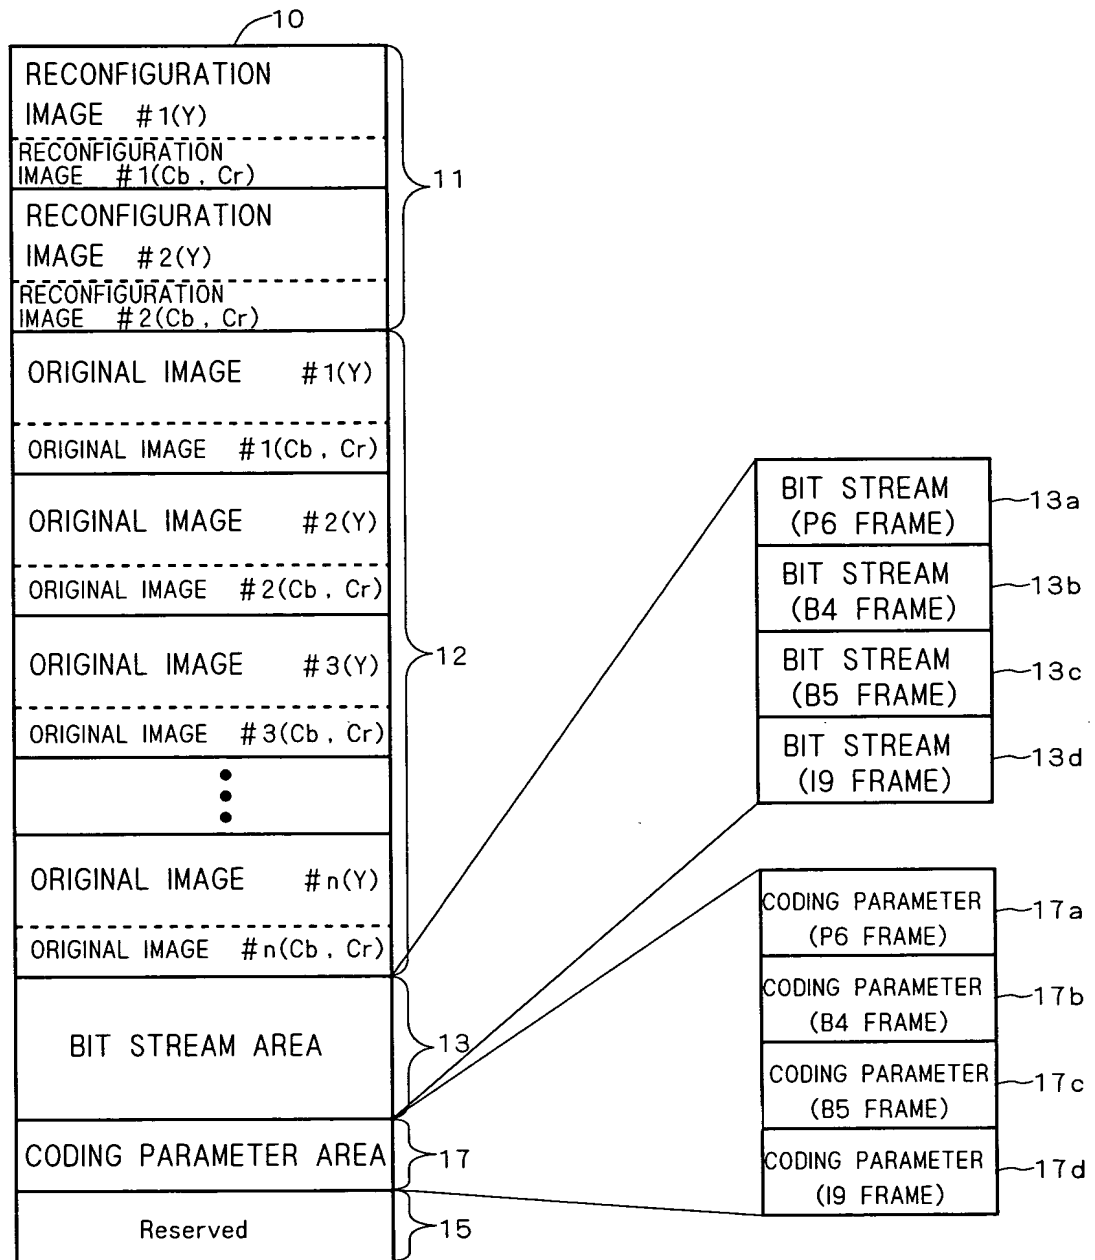 10
RECONFIGURATION
IMAGE #1(Y)
RECONFIGURATION
IMAGE #1(Cb, Cr)
RECONFIGURATION
IMAGE #2(Y)
RECONFIGURATION
IMAGE #2(Cb, Cr)
11
ORIGINAL IMAGE #1(Y)
ORIGINAL IMAGE #1(Cb, Cr)
ORIGINAL IMAGE #2(Y)
ORIGINAL IMAGE #2(Cb, Cr)
ORIGINAL IMAGE #3(Y)
ORIGINAL IMAGE #3(Cb, Cr)
ORIGINAL IMAGE #n(Y)
ORIGINAL IMAGE #n(Cb, Cr)
12
BIT STREAM AREA
13
CODING PARAMETER AREA
17
Reserved
15
BIT STREAM
(P6 FRAME)
13a
BIT STREAM
(B4 FRAME)
13b
BIT STREAM
(B5 FRAME)
13c
BIT STREAM
(I9 FRAME)
13d
CODING PARAMETER
(P6 FRAME)
17a
CODING PARAMETER
(B4 FRAME)
17b
CODING PARAMETER
(B5 FRAME)
17c
CODING PARAMETER
(I9 FRAME)
17d